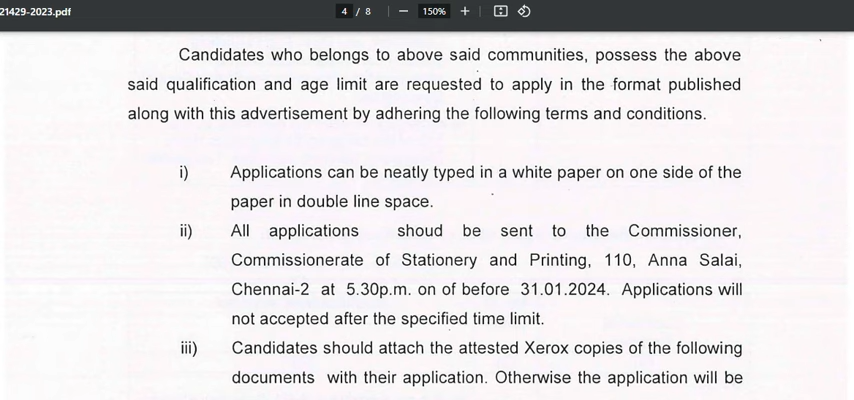 21429-2023.pdf 4 / 8 150%
Candidates who belongs to above said communities, possess the above
said qualification and age limit are requested to apply in the format published
along with this advertisement by adhering the following terms and conditions.
i) Applications can be neatly typed in a white paper on one side of the
paper in double line space.
ii) All applications shoud be sent to the Commissioner,
Commissionerate of Stationery and Printing, 110, Anna Salai,
Chennai-2 at 5.30p.m. on of before 31.01.2024. Applications will
not accepted after the specified time limit.
iii) Candidates should attach the attested Xerox copies of the following
documents with their application. Otherwise the application will be